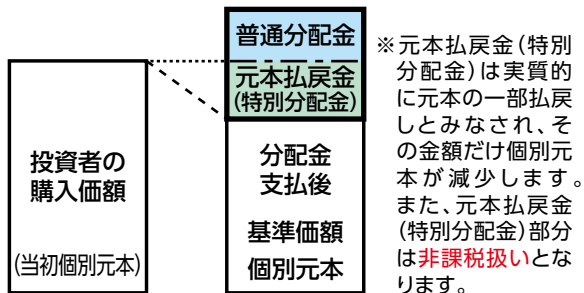 投資者の
購入価額
(当初個別元本)
普通分配金
元本払戻金
(特別分配金)
分配金
支払後
基準価額
個別元本
※元本払戻金(特別
分配金)は実質的
に元本の一部払戻
しとみなされ、そ
の金額だけ個別元
本が減少します。
また、元本払戻金
(特別分配金)部分
は非課税扱いとな
ります。